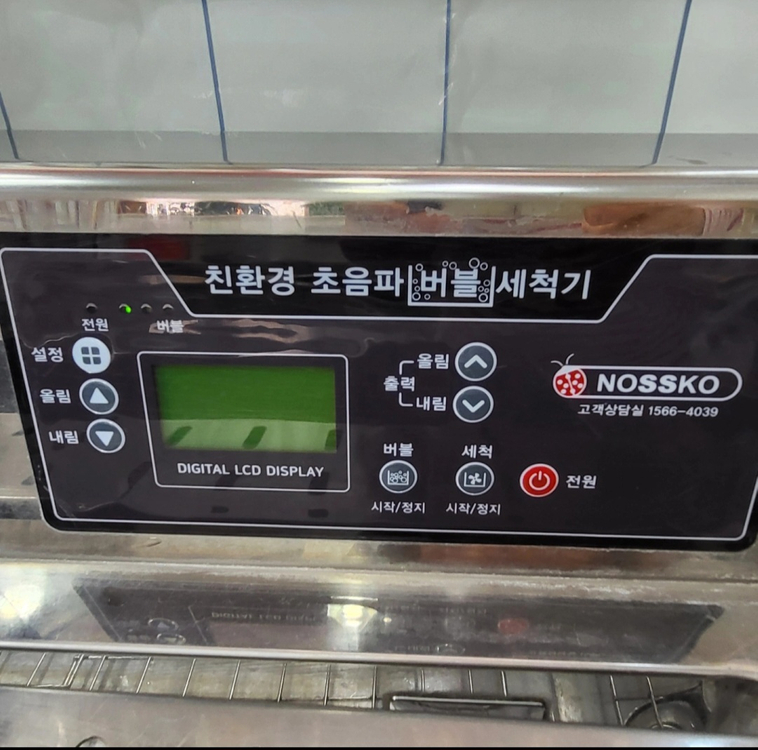 친환경 초음파 버블 세척기
전원
버블
설정
올림
내림
DIGITAL LCD DISPLAY
출력
올림
내림
버블
시작/정지
세척
시작/정지
전원
NOSSKO
고객상담실 1566-4039